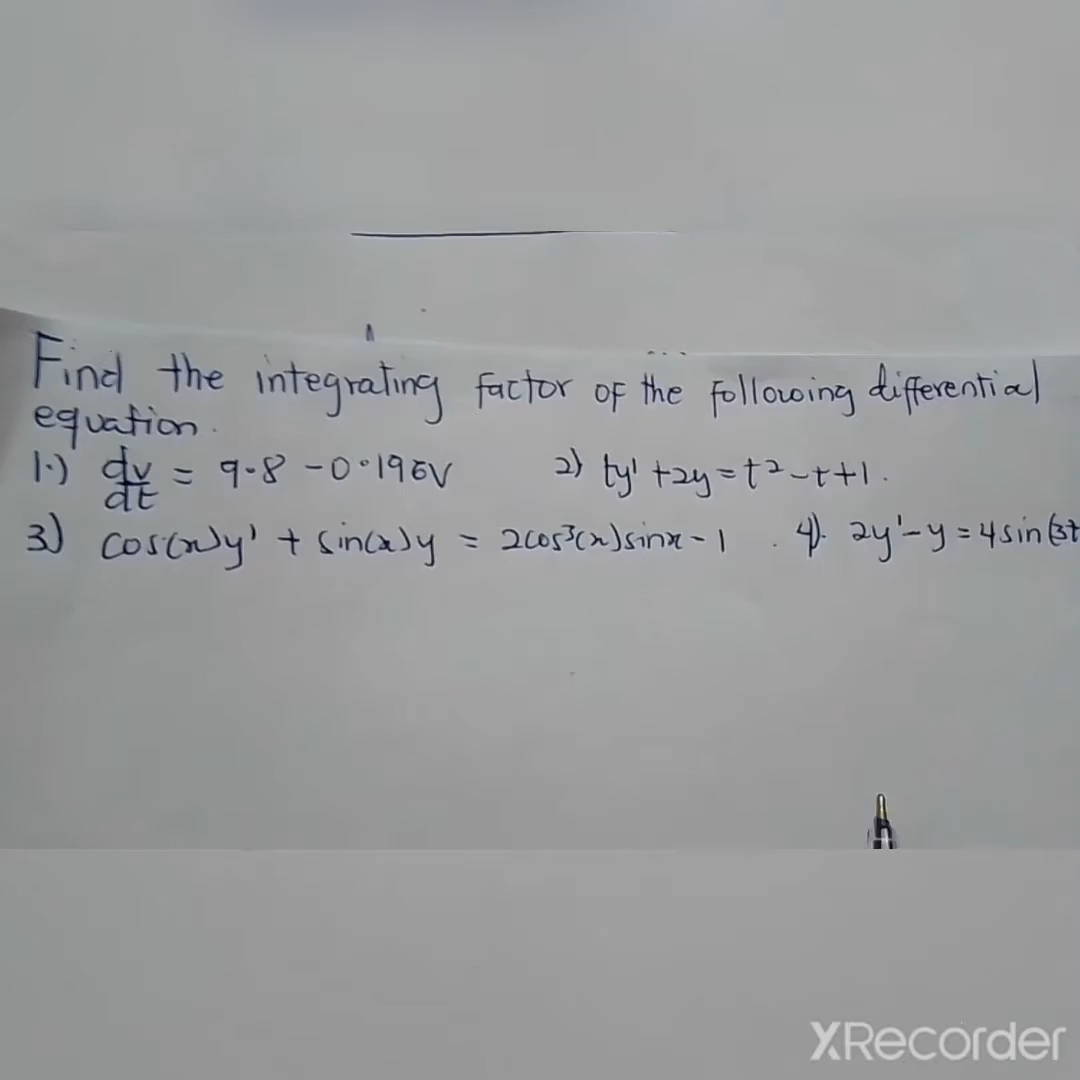 Find the integrating factor of the following differential
equation.
1.) dv/dt = 9.8 - 0.196V 2) ty' + 2y = t² - t + 1.
3) cos(x)y' + sin(x)y = 2cos³(x)sinx - 1 . 4). 2y' - y = 4sin(3t
XRecorder